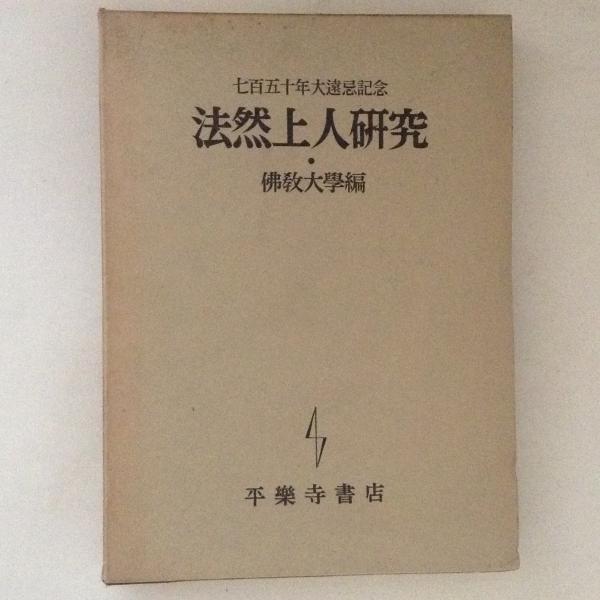 七百五十年大遠忌記念
法然上人研究
・
佛教大學編
平樂寺書店